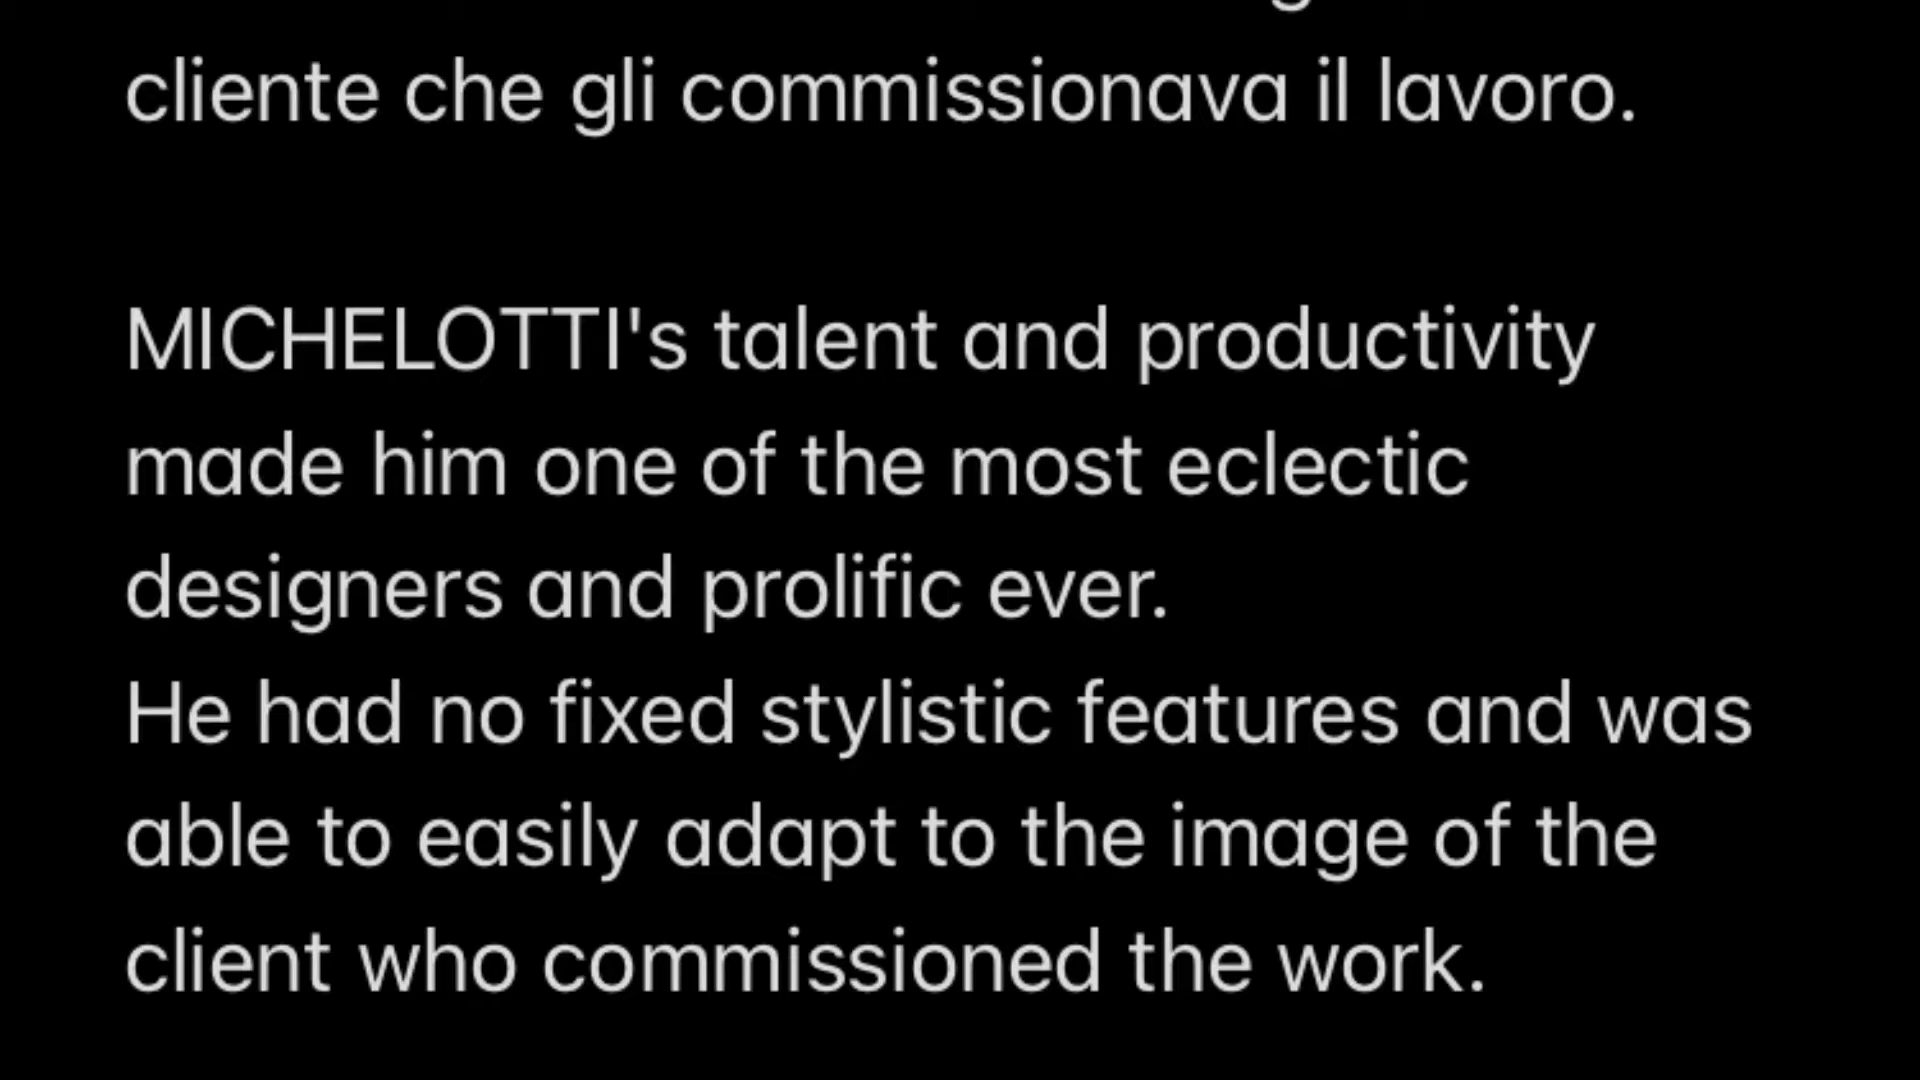 cliente che gli commissionava il lavoro.
MICHELOTTI's talent and productivity
made him one of the most eclectic
designers and prolific ever.
He had no fixed stylistic features and was
able to easily adapt to the image of the
client who commissioned the work.